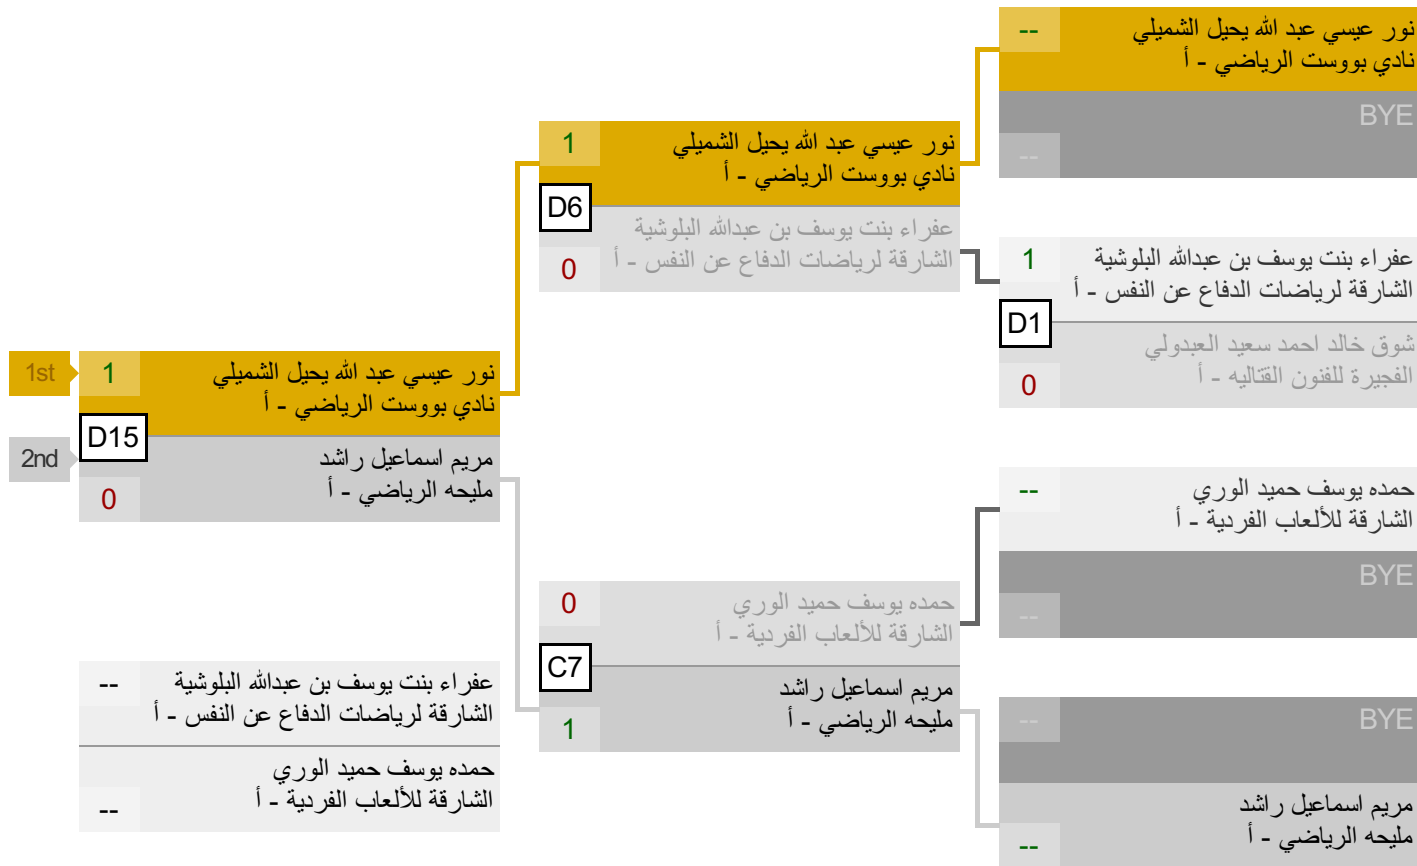 --
نور عيسي عبد الله يحيل الشميلي
نادي بووست الرياضي - أ
BYE
--
1
نور عيسي عبد الله يحيل الشميلي
نادي بووست الرياضي - أ
D6
عفراء بنت يوسف بن عبدالله البلوشية
الشارقة لرياضات الدفاع عن النفس - أ
0
1
عفراء بنت يوسف بن عبدالله البلوشية
الشارقة لرياضات الدفاع عن النفس - أ
D1
شوق خالد احمد سعيد العبدولي
الفجيرة للفنون القتاليه - أ
0
1st
1
نور عيسي عبد الله يحيل الشميلي
نادي بووست الرياضي - أ
D15
2nd
مريم اسماعيل راشد
مليحه الرياضي - أ
0
--
حمده يوسف حميد الوري
الشارقة للألعاب الفردية - أ
BYE
--
0
حمده يوسف حميد الوري
الشارقة للألعاب الفردية - أ
C7
مريم اسماعيل راشد
مليحه الرياضي - أ
1
--
عفراء بنت يوسف بن عبدالله البلوشية
الشارقة لرياضات الدفاع عن النفس - أ
حمده يوسف حميد الوري
الشارقة للألعاب الفردية - أ
--
--
BYE
مريم اسماعيل راشد
مليحه الرياضي - أ
--